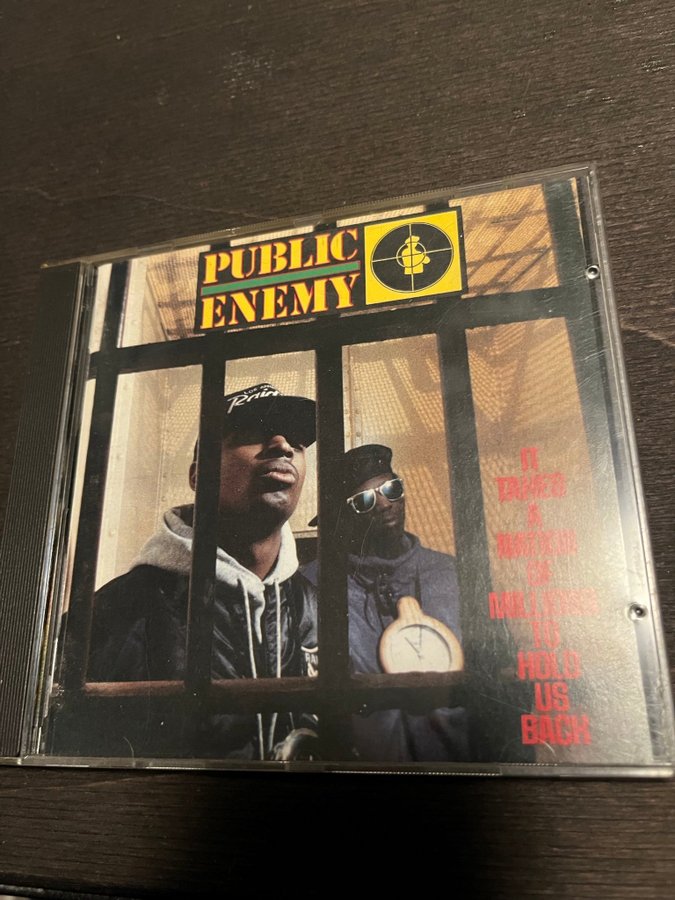 PUBLIC
ENEMY
Raiders
IT
TAKES
A
NATION
OF
MILLIONS
TO
HOLD
US
BACK